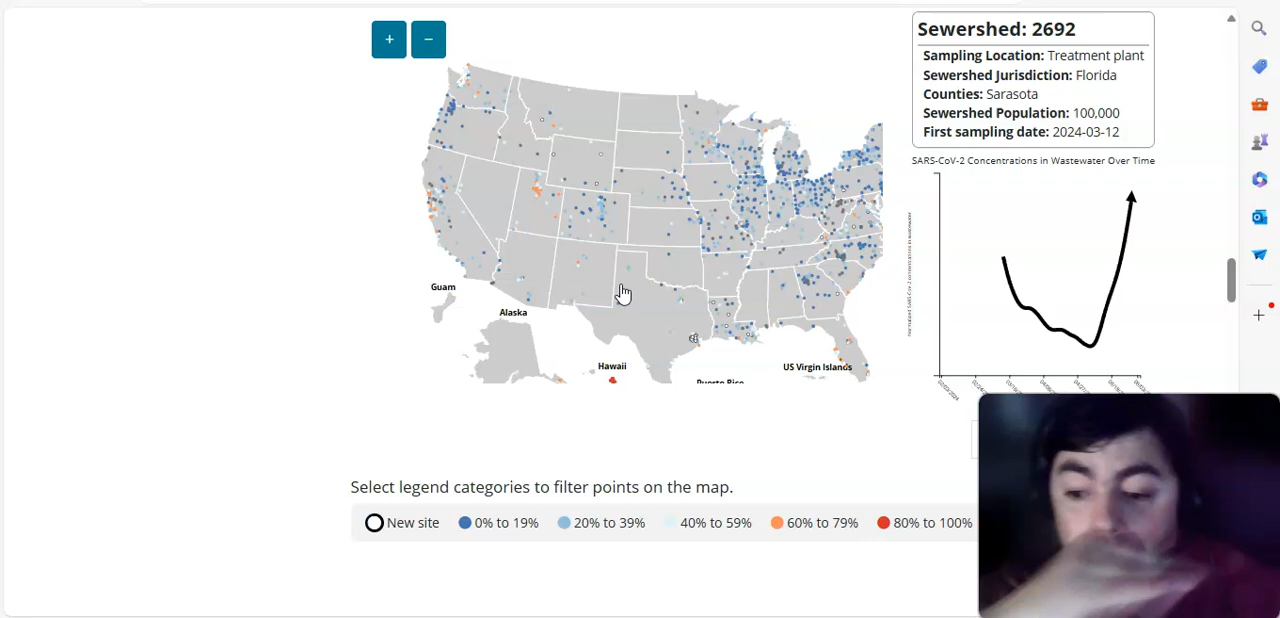 +
−
Sewershed: 2692
Sampling Location: Treatment plant
Sewershed Jurisdiction: Florida
Counties: Sarasota
Sewershed Population: 100,000
First sampling date: 2024-03-12
SARS-CoV-2 Concentrations in Wastewater Over Time
Guam
Alaska
Hawaii
Puerto Rico
US Virgin Islands
Select legend categories to filter points on the map.
New site
0% to 19%
20% to 39%
40% to 59%
60% to 79%
80% to 100%